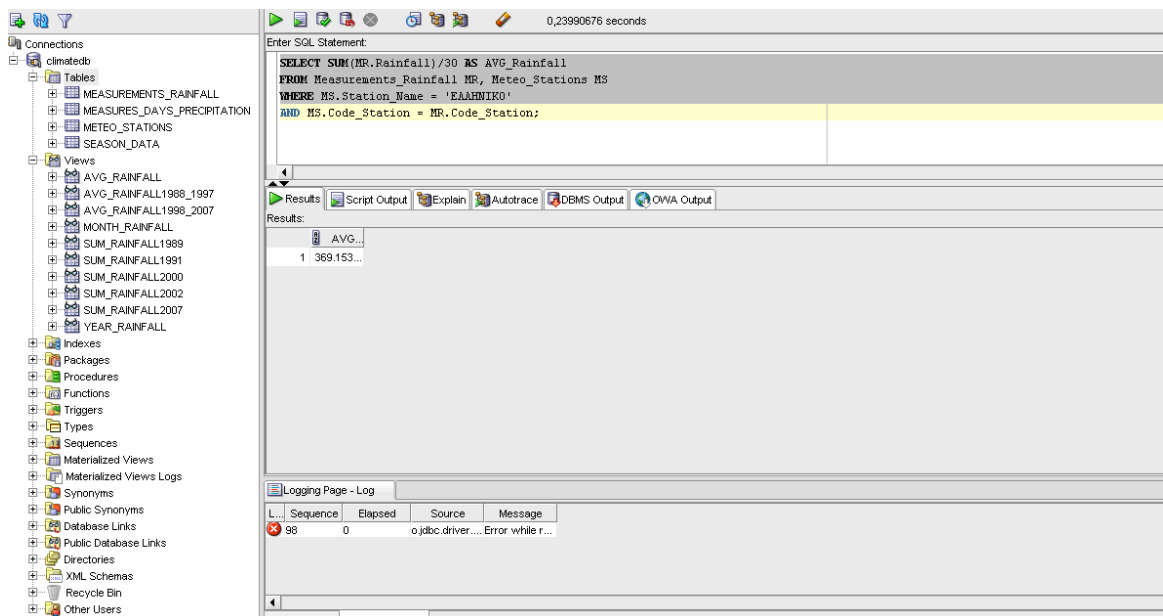 0,23990676 seconds
Connections
climatedb
Tables
MEASUREMENTS_RAINFALL
MEASURES_DAYS_PRECIPITATION
METEO_STATIONS
SEASON_DATA
Views
AVG_RAINFALL
AVG_RAINFALL1988_1997
AVG_RAINFALL1998_2007
MONTH_RAINFALL
SUM_RAINFALL1989
SUM_RAINFALL1991
SUM_RAINFALL2000
SUM_RAINFALL2002
SUM_RAINFALL2007
YEAR_RAINFALL
Indexes
Packages
Procedures
Functions
Triggers
Types
Sequences
Materialized Views
Materialized Views Logs
Synonyms
Public Synonyms
Database Links
Public Database Links
Directories
XML Schemas
Recycle Bin
Other Users
Enter SQL Statement:
SELECT SUM(MR.Rainfall)/30 AS AVG_Rainfall
FROM Measurements_Rainfall MR, Meteo_Stations MS
WHERE MS.Station_Name = 'ΕΛΛΗΝΙΚΟ'
AND MS.Code_Station = MR.Code_Station;
Results Script Output Explain Autotrace DBMS Output OWA Output
Results:
AVG...
1 369.153...
Logging Page - Log
L... Sequence Elapsed Source Message
98 0 o.jdbc.driver.... Error while r...